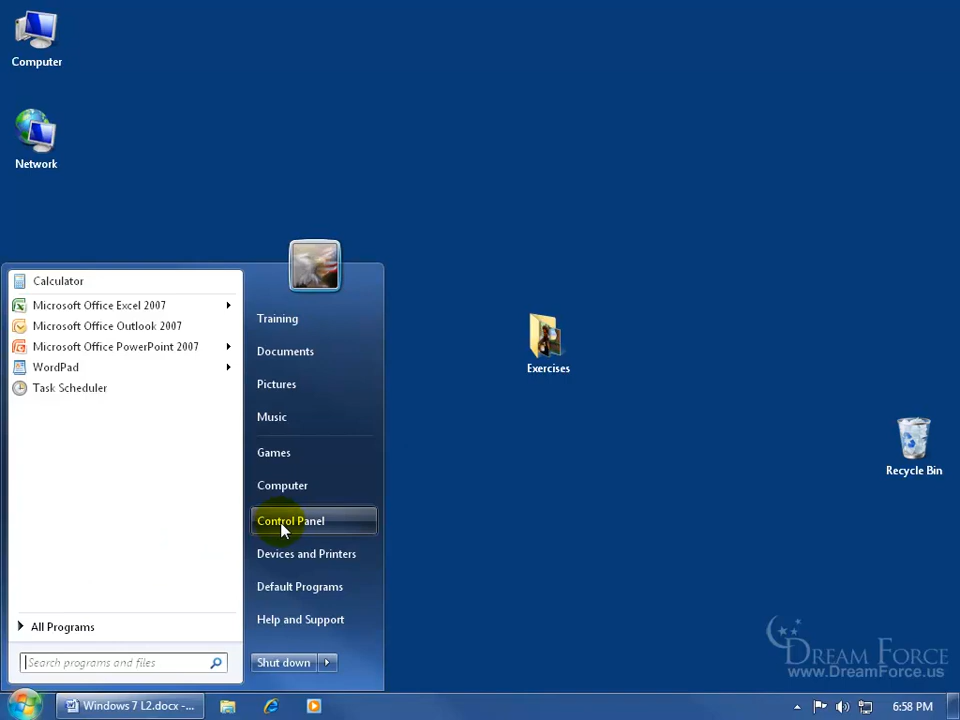 Computer
Network
Calculator
Microsoft Office Excel 2007
Microsoft Office Outlook 2007
Microsoft Office PowerPoint 2007
WordPad
Task Scheduler
All Programs
Search programs and files
Training
Documents
Pictures
Music
Games
Computer
Control Panel
Devices and Printers
Default Programs
Help and Support
Shut down
Exercises
Recycle Bin
DREAM FORCE
www.DreamForce.us
Windows 7 L2.docx -...
6:58 PM